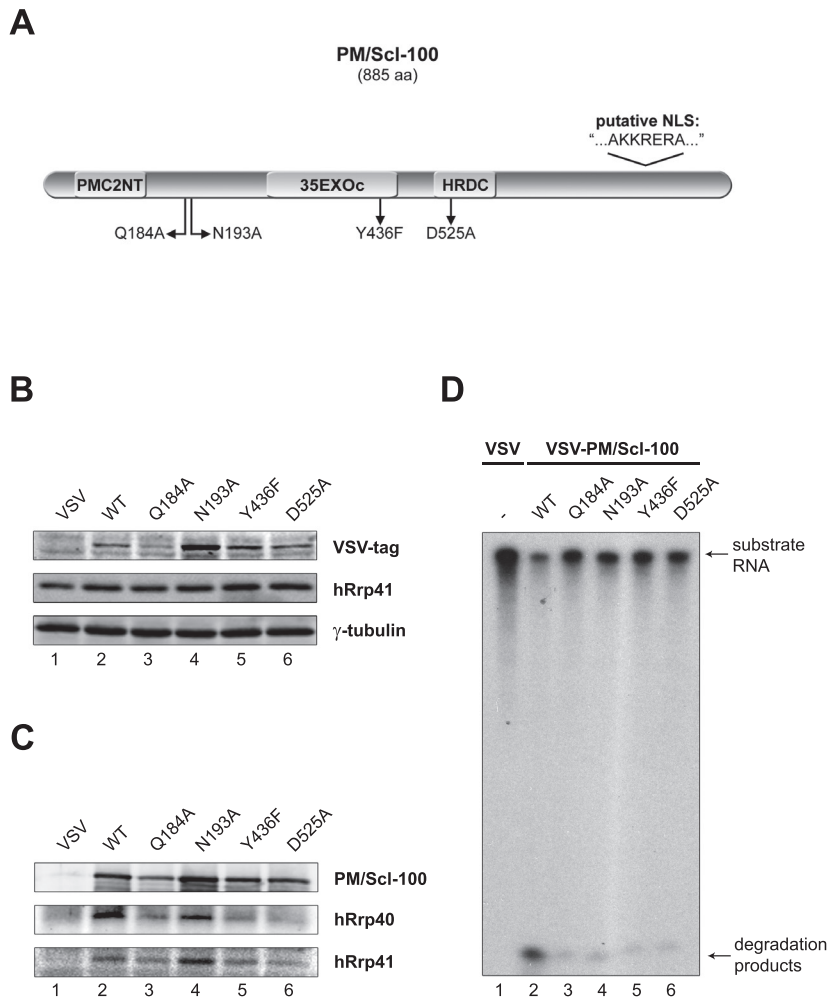 A
PM/Scl-100
(885 aa)
putative NLS:
“...AKKRERA...”
PMC2NT 35EXOc HRDC
Q184A N193A Y436F D525A
B
VSV WT Q184A N193A Y436F D525A
VSV-tag
hRrp41
γ-tubulin
1 2 3 4 5 6
C
VSV WT Q184A N193A Y436F D525A
PM/Scl-100
hRrp40
hRrp41
1 2 3 4 5 6
D
VSV VSV-PM/Scl-100
- WT Q184A N193A Y436F D525A
substrate
RNA
degradation
products
1 2 3 4 5 6